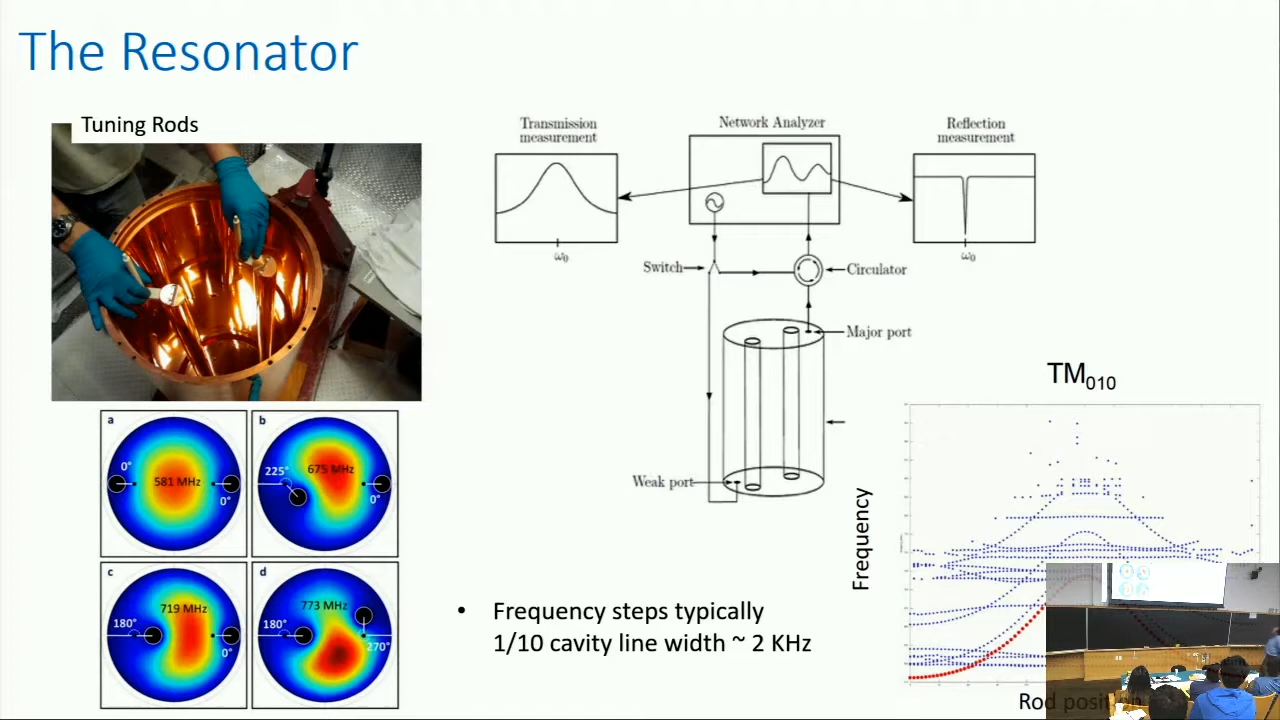 The Resonator
Tuning Rods
Transmission
measurement
Network Analyzer
Reflection
measurement
ω₀
ω₀
Switch
Circulator
Major port
Weak port
a
0°
581 MHz
0°
b
225°
675 MHz
0°
c
180°
719 MHz
0°
d
180°
773 MHz
270°
• Frequency steps typically
1/10 cavity line width ~ 2 KHz
TM₀₁₀
Frequency
Rod position